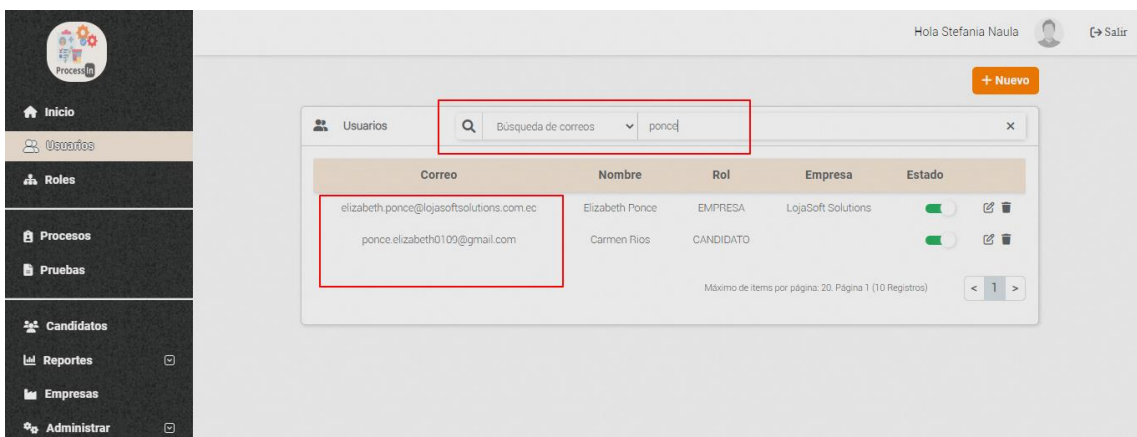 Hola Stefania Naula
Salir
ProcessIn
+ Nuevo
Inicio
Usuarios
Roles
Procesos
Pruebas
Candidatos
Reportes
Empresas
Administrar
Usuarios Búsqueda de correos ponce ×
Correo Nombre Rol Empresa Estado
elizabeth.ponce@lojasoftsolutions.com.ec Elizabeth Ponce EMPRESA LojaSoft Solutions
ponce.elizabeth0109@gmail.com Carmen Rios CANDIDATO
Máximo de items por página: 20. Página 1 (10 Registros) < 1 >